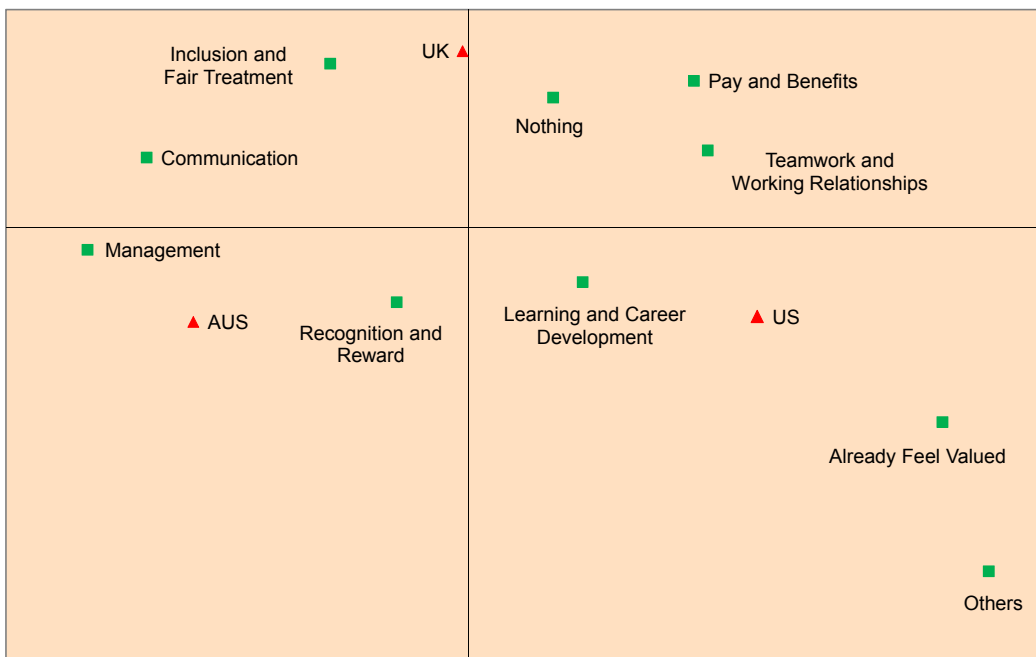 Inclusion and
Fair Treatment
UK
Pay and Benefits
Nothing
Communication
Teamwork and
Working Relationships
Management
AUS
Recognition and
Reward
Learning and Career
Development
US
Already Feel Valued
Others